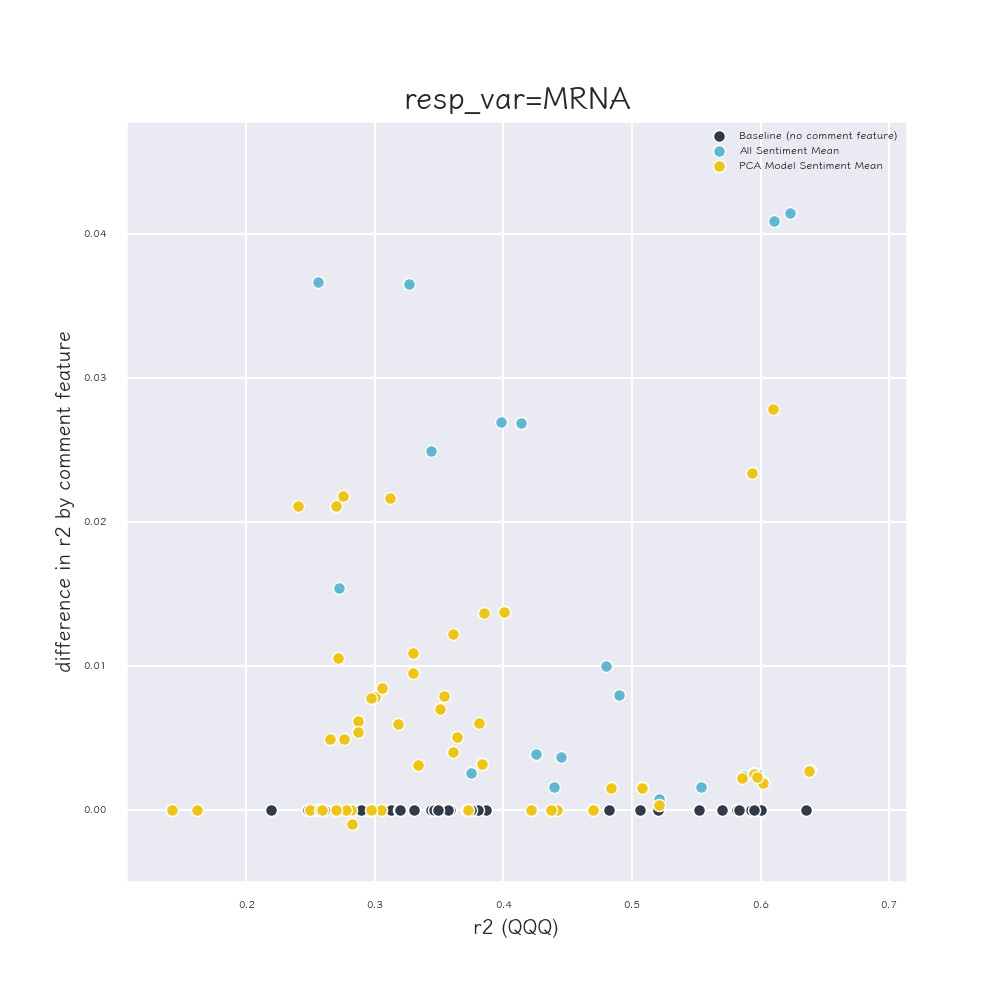 resp_var=MRNA
Baseline (no comment feature)
All Sentiment Mean
PCA Model Sentiment Mean
difference in r2 by comment feature
0.04
0.03
0.02
0.01
0.00
0.2 0.3 0.4 0.5 0.6 0.7
r2 (QQQ)